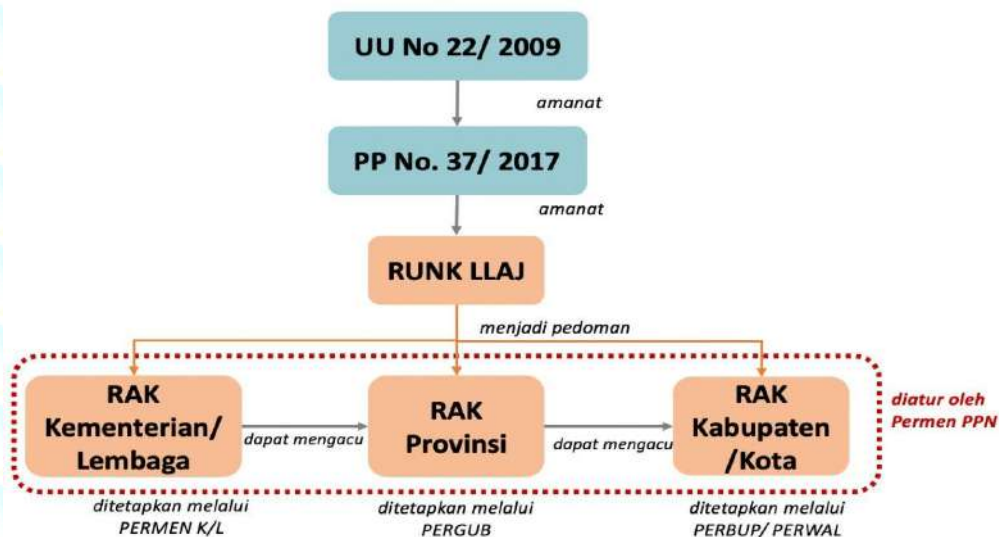 UU No 22/ 2009
amanat
PP No. 37/ 2017
amanat
RUNK LLAJ
menjadi pedoman
RAK
Kementerian/
Lembaga
dapat mengacu
RAK
Provinsi
dapat mengacu
RAK
Kabupaten
/Kota
diatur oleh
Permen PPN
ditetapkan melalui
PERMEN K/L
ditetapkan melalui
PERGUB
ditetapkan melalui
PERBUP/ PERWAL